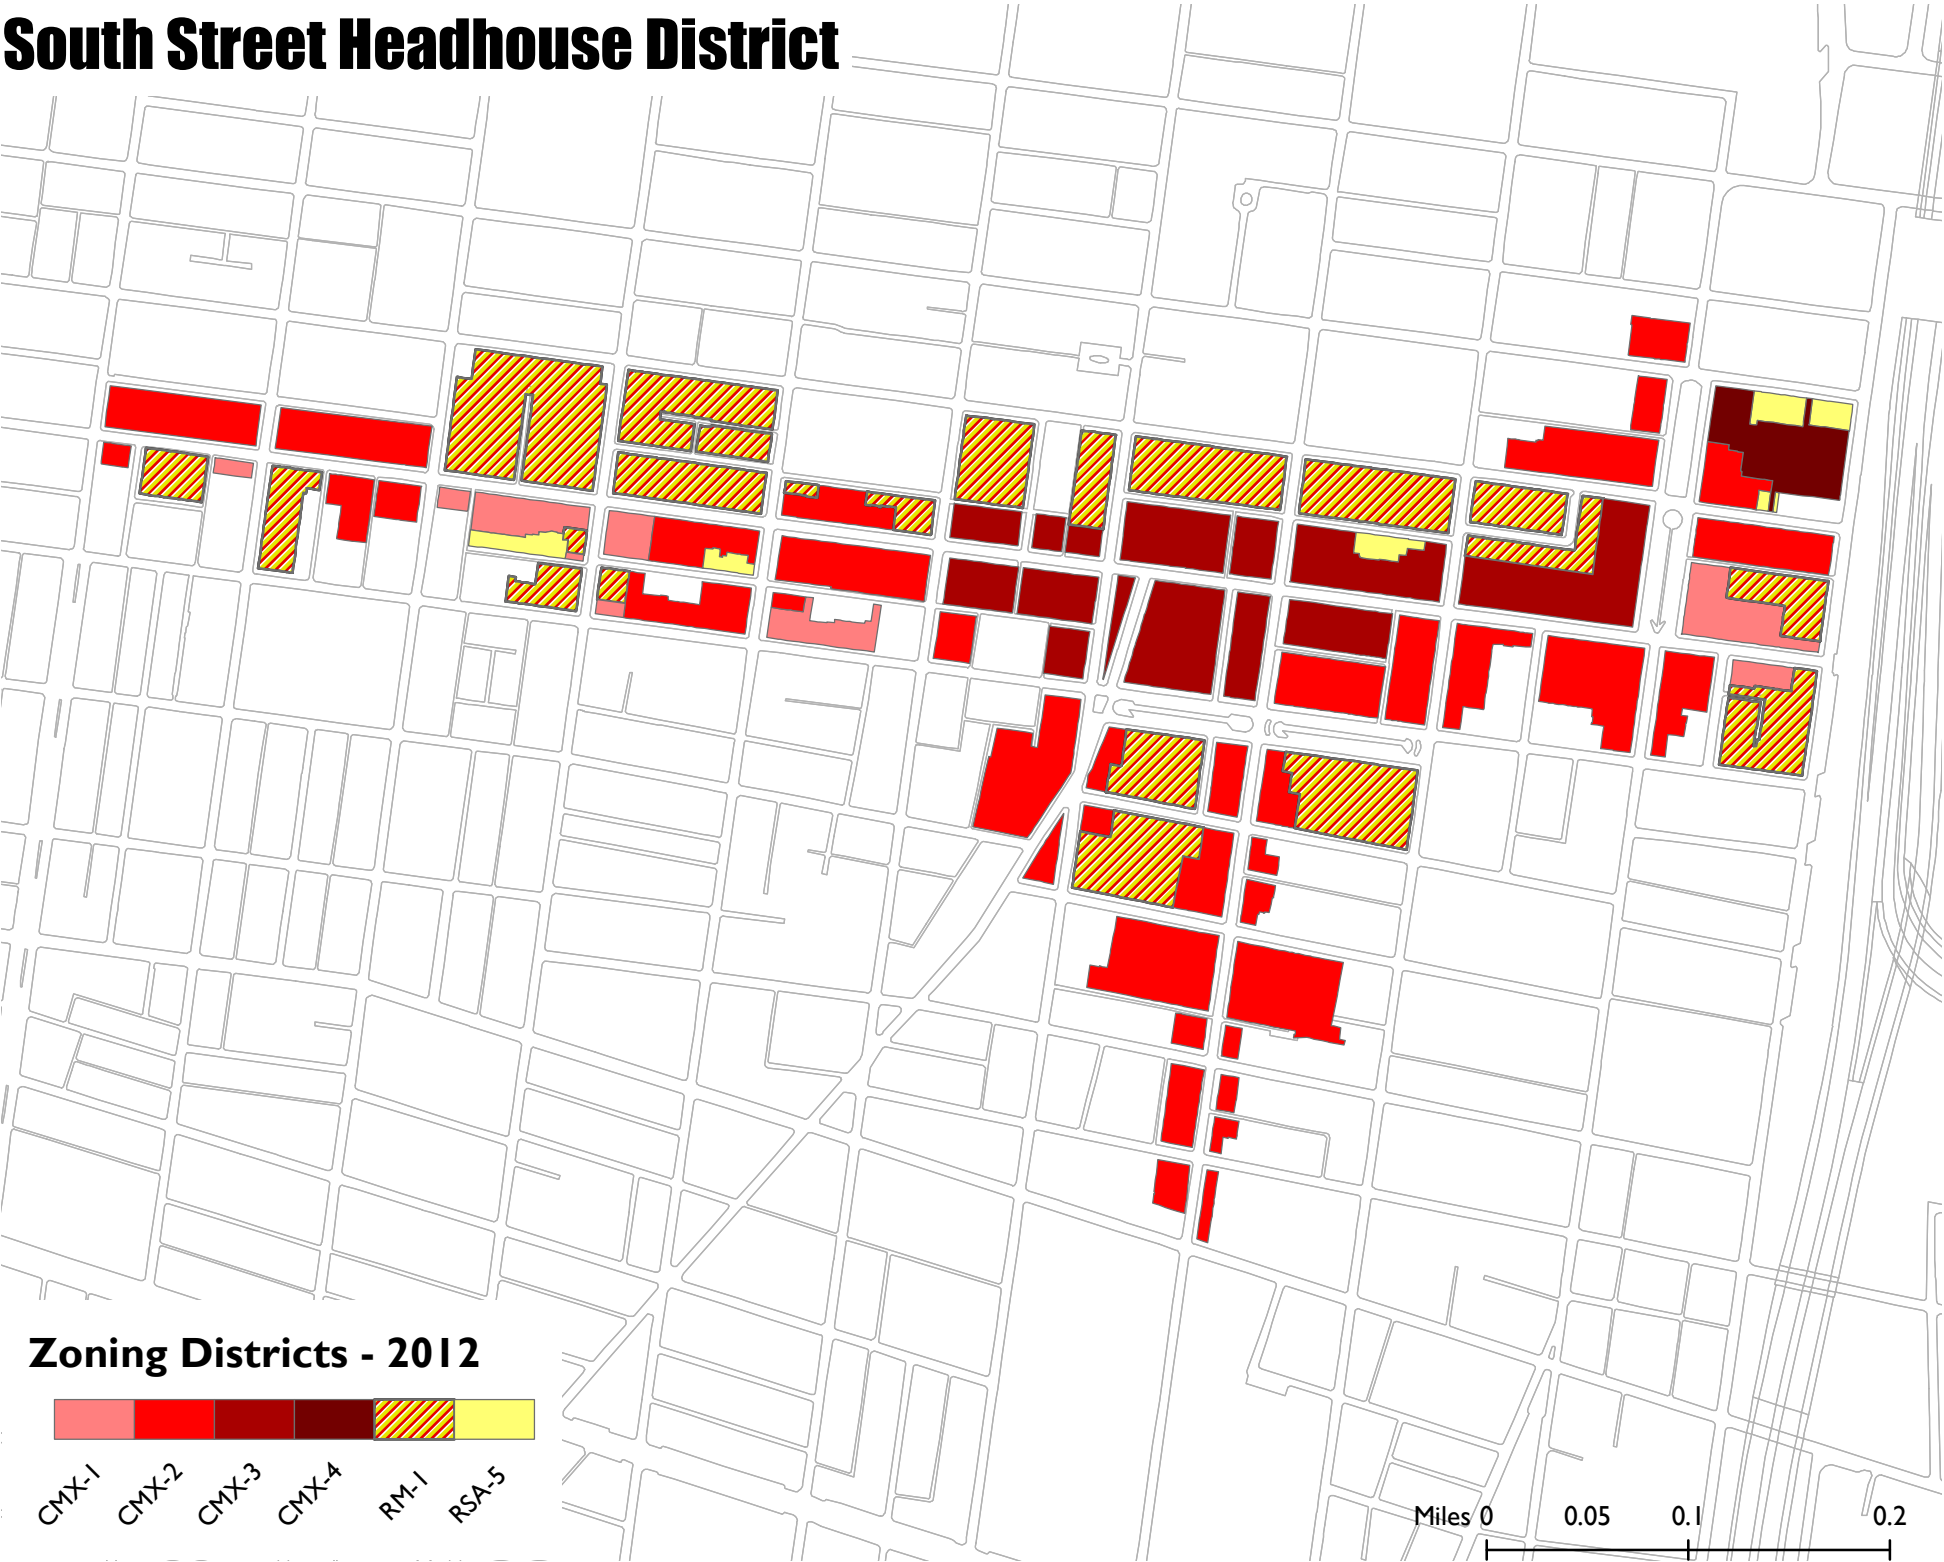 South Street Headhouse District
Zoning Districts - 2012
CMX-1
CMX-2
CMX-3
CMX-4
RM-1
RSA-5
Miles 0 0.05 0.1 0.2